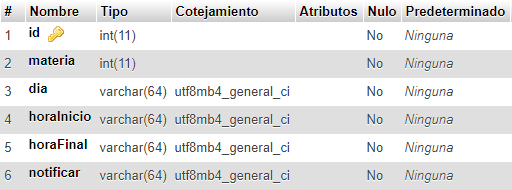 # Nombre Tipo Cotejamiento Atributos Nulo Predeterminado
1 id int(11) No Ninguna
2 materia int(11) No Ninguna
3 dia varchar(64) utf8mb4_general_ci No Ninguna
4 horaInicio varchar(64) utf8mb4_general_ci No Ninguna
5 horaFinal varchar(64) utf8mb4_general_ci No Ninguna
6 notificar varchar(64) utf8mb4_general_ci No Ninguna